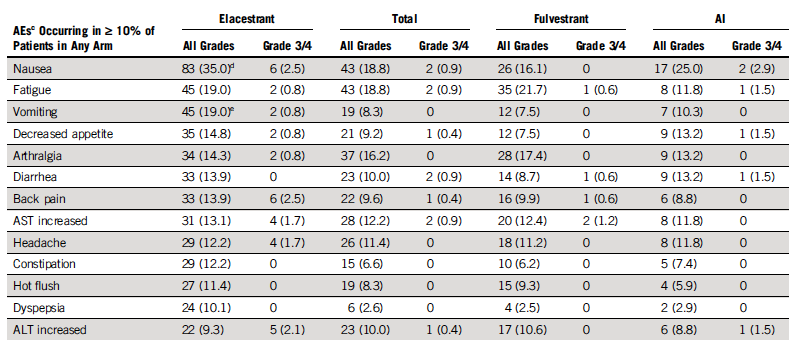 Elacestrant Total Fulvestrant AI
AEsᶜ Occurring in ≥ 10% of
Patients in Any Arm All Grades Grade 3/4 All Grades Grade 3/4 All Grades Grade 3/4 All Grades Grade 3/4
Nausea 83 (35.0)ᵈ 6 (2.5) 43 (18.8) 2 (0.9) 26 (16.1) 0 17 (25.0) 2 (2.9)
Fatigue 45 (19.0) 2 (0.8) 43 (18.8) 2 (0.9) 35 (21.7) 1 (0.6) 8 (11.8) 1 (1.5)
Vomiting 45 (19.0)ᵉ 2 (0.8) 19 (8.3) 0 12 (7.5) 0 7 (10.3) 0
Decreased appetite 35 (14.8) 2 (0.8) 21 (9.2) 1 (0.4) 12 (7.5) 0 9 (13.2) 1 (1.5)
Arthralgia 34 (14.3) 2 (0.8) 37 (16.2) 0 28 (17.4) 0 9 (13.2) 0
Diarrhea 33 (13.9) 0 23 (10.0) 2 (0.9) 14 (8.7) 1 (0.6) 9 (13.2) 1 (1.5)
Back pain 33 (13.9) 6 (2.5) 22 (9.6) 1 (0.4) 16 (9.9) 1 (0.6) 6 (8.8) 0
AST increased 31 (13.1) 4 (1.7) 28 (12.2) 2 (0.9) 20 (12.4) 2 (1.2) 8 (11.8) 0
Headache 29 (12.2) 4 (1.7) 26 (11.4) 0 18 (11.2) 0 8 (11.8) 0
Constipation 29 (12.2) 0 15 (6.6) 0 10 (6.2) 0 5 (7.4) 0
Hot flush 27 (11.4) 0 19 (8.3) 0 15 (9.3) 0 4 (5.9) 0
Dyspepsia 24 (10.1) 0 6 (2.6) 0 4 (2.5) 0 2 (2.9) 0
ALT increased 22 (9.3) 5 (2.1) 23 (10.0) 1 (0.4) 17 (10.6) 0 6 (8.8) 1 (1.5)